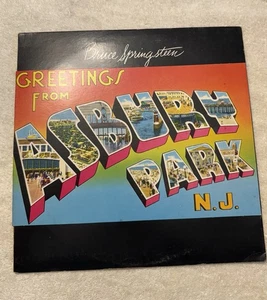 Bruce Springsteen
GREETINGS
FROM
ASBURY
PARK
N.J.